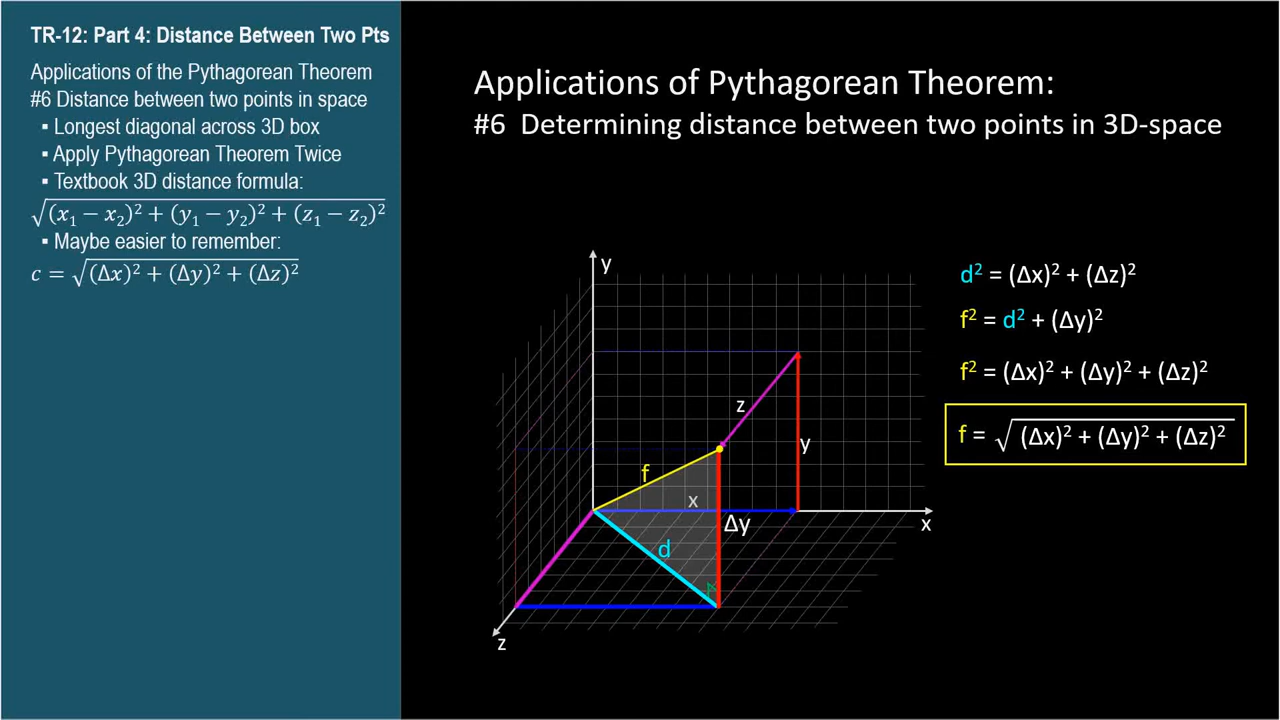 TR-12: Part 4: Distance Between Two Pts
Applications of the Pythagorean Theorem
#6 Distance between two points in space
▪ Longest diagonal across 3D box
▪ Apply Pythagorean Theorem Twice
▪ Textbook 3D distance formula:
√((x₁ − x₂)² + (y₁ − y₂)² + (z₁ − z₂)²)
▪ Maybe easier to remember:
c = √((Δx)² + (Δy)² + (Δz)²)
Applications of Pythagorean Theorem:
#6 Determining distance between two points in 3D-space
y
z
y
f
x
Δy
x
d
z
d² = (Δx)² + (Δz)²
f² = d² + (Δy)²
f² = (Δx)² + (Δy)² + (Δz)²
f = √((Δx)² + (Δy)² + (Δz)²)